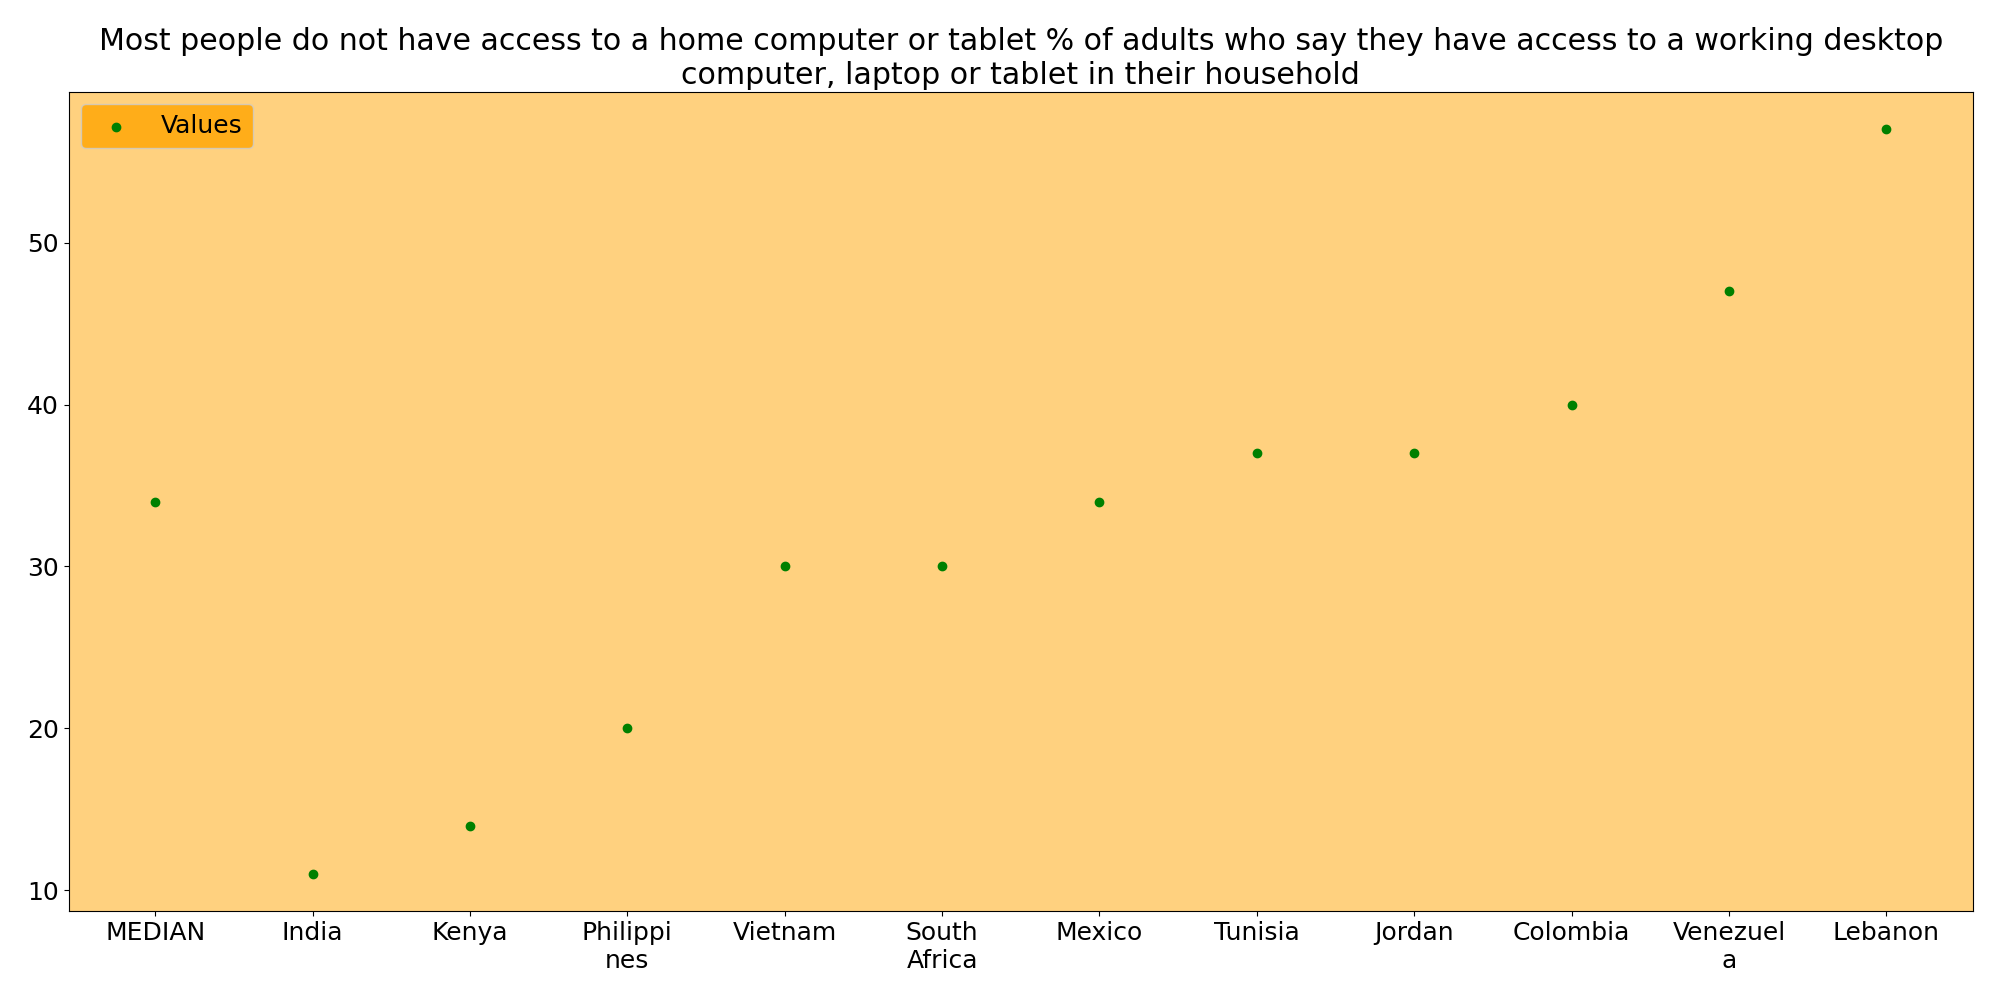 Most people do not have access to a home computer or tablet % of adults who say they have access to a working desktop
computer, laptop or tablet in their household
Values
50
40
30
20
10
MEDIAN
India
Kenya
Philippi
nes
Vietnam
South
Africa
Mexico
Tunisia
Jordan
Colombia
Venezuel
a
Lebanon